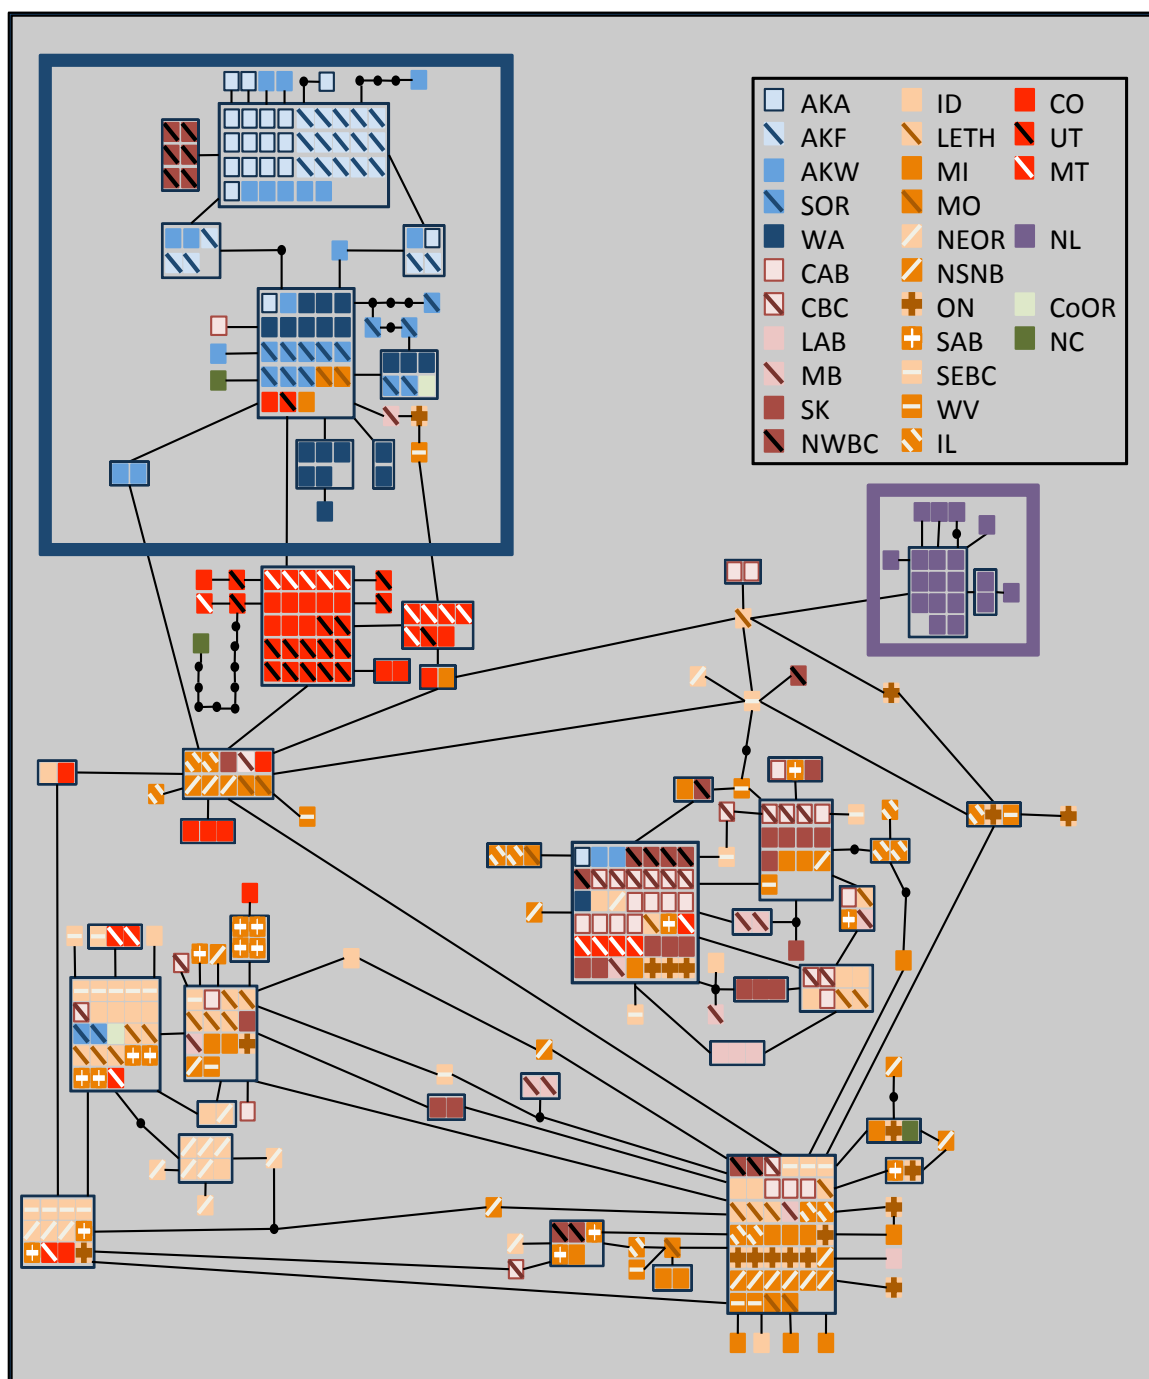 AKA
AKF
AKW
SOR
WA
CAB
CBC
LAB
MB
SK
NWBC
ID
LETH
MI
MO
NEOR
NSNB
ON
SAB
SEBC
WV
IL
CO
UT
MT
NL
CoOR
NC